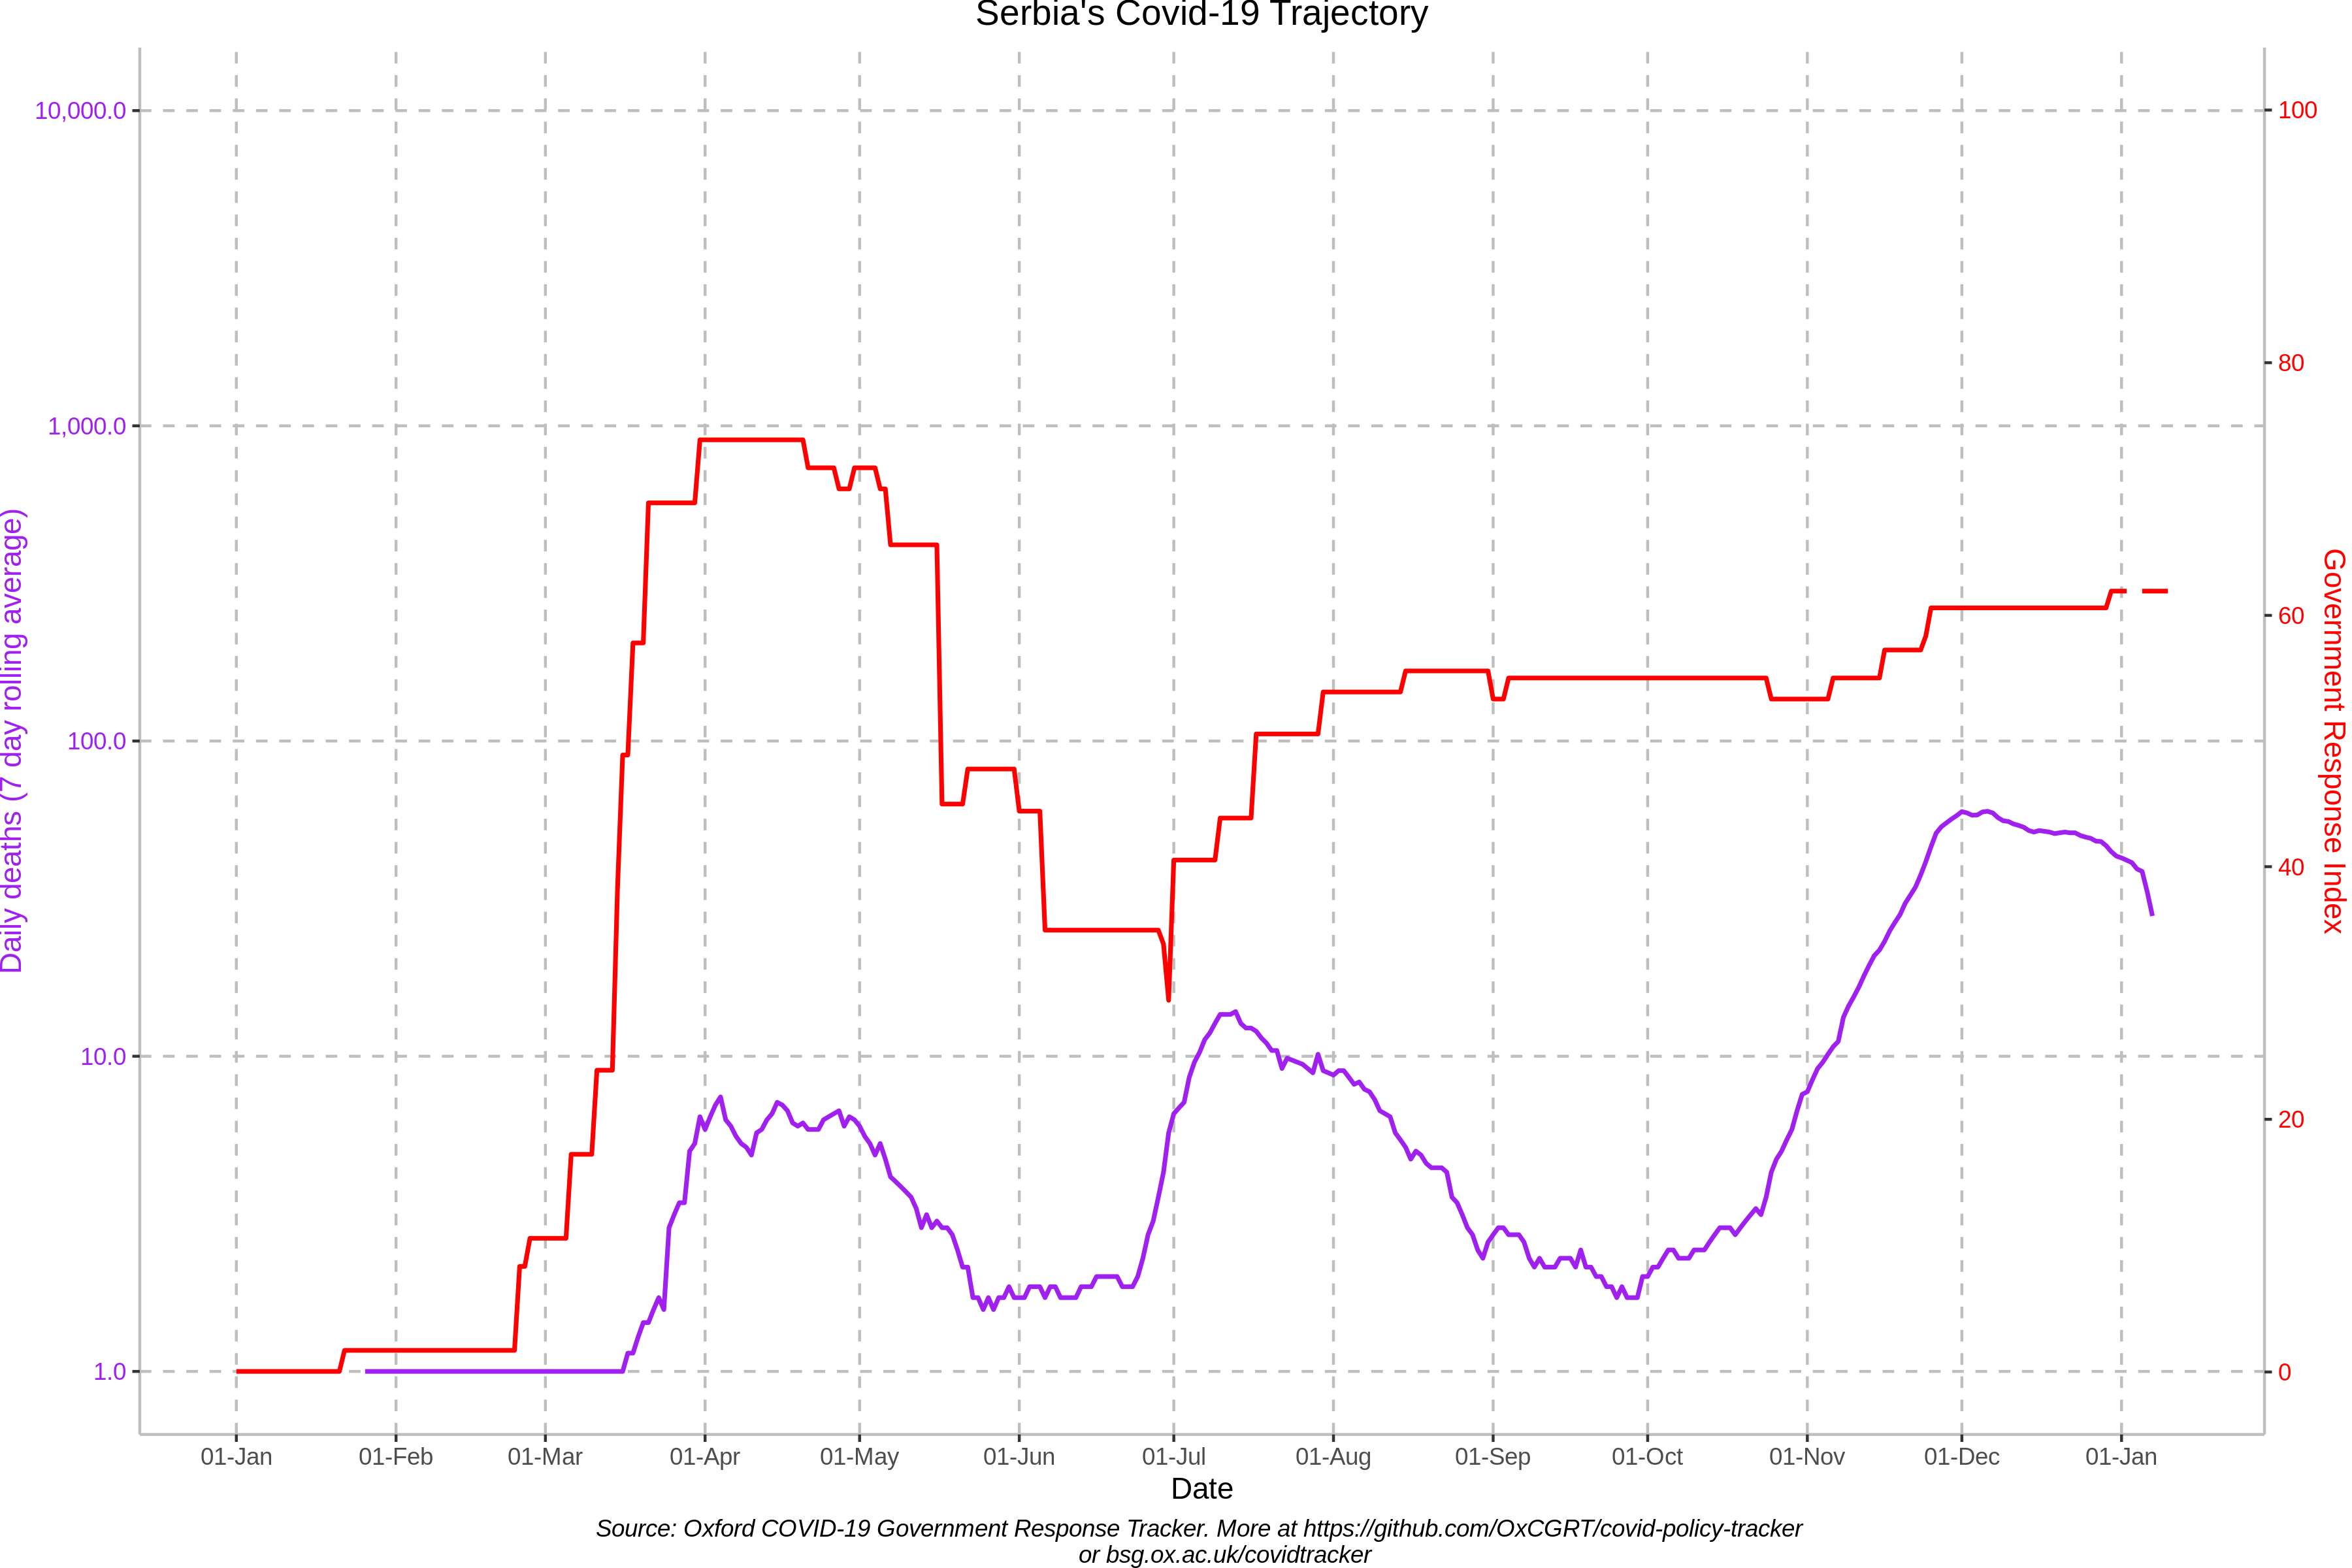 Serbia's Covid-19 Trajectory
10,000.0
1,000.0
100.0
10.0
1.0
Daily deaths (7 day rolling average)
100
80
60
40
20
0
Government Response Index
01-Jan 01-Feb 01-Mar 01-Apr 01-May 01-Jun 01-Jul 01-Aug 01-Sep 01-Oct 01-Nov 01-Dec 01-Jan
Date
Source: Oxford COVID-19 Government Response Tracker. More at https://github.com/OxCGRT/covid-policy-tracker
or bsg.ox.ac.uk/covidtracker